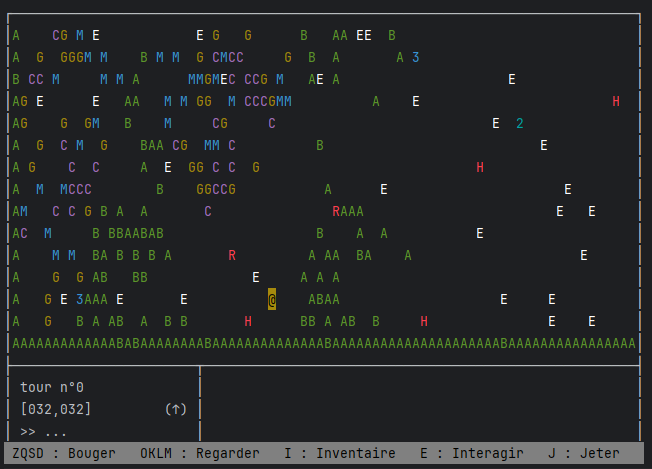 A    CG M E            E G   G      B   AA EE  B
A  G  GGGM M    B M M  G CMCC     G  B  A       A 3
B CC M     M M A      MMGMEC CCG M   AE A                     E
AG E      E   AA   M M GG  M CCCGMM          A    E                        H
AG    G  GM   B    M     CG     C                           E  2
A  G  C M  G    BAA CG  MM C          B                           E
A G    C  C    A  E  GG C C  G                           H
A  M  MCCC        B    GGCCG           A      E                      E
AM   C C G B A  A       C               RAAA                        E   E
AC  M     B BBAABAB                   B    A  A           E
A    M M  BA B B B A       R         A AA  BA    A                     E
A    G  G AB   BB             E     A A A
A   G E 3AAA E       E          @    ABAA                    E     E
A   G   B A AB  A  B B       H      BB A AB  B     H               E    E
AAAAAAAAAAAAABABAAAAAAAABAAAAAAAAAAAAAABAAAAAAAAAAAAAAAAAAAAABAAAAAAAAAAAAAAAA
tour n°0
[032,032]         (↑)
>> ...
ZQSD : Bouger   OKLM : Regarder   I : Inventaire   E : Interagir   J : Jeter